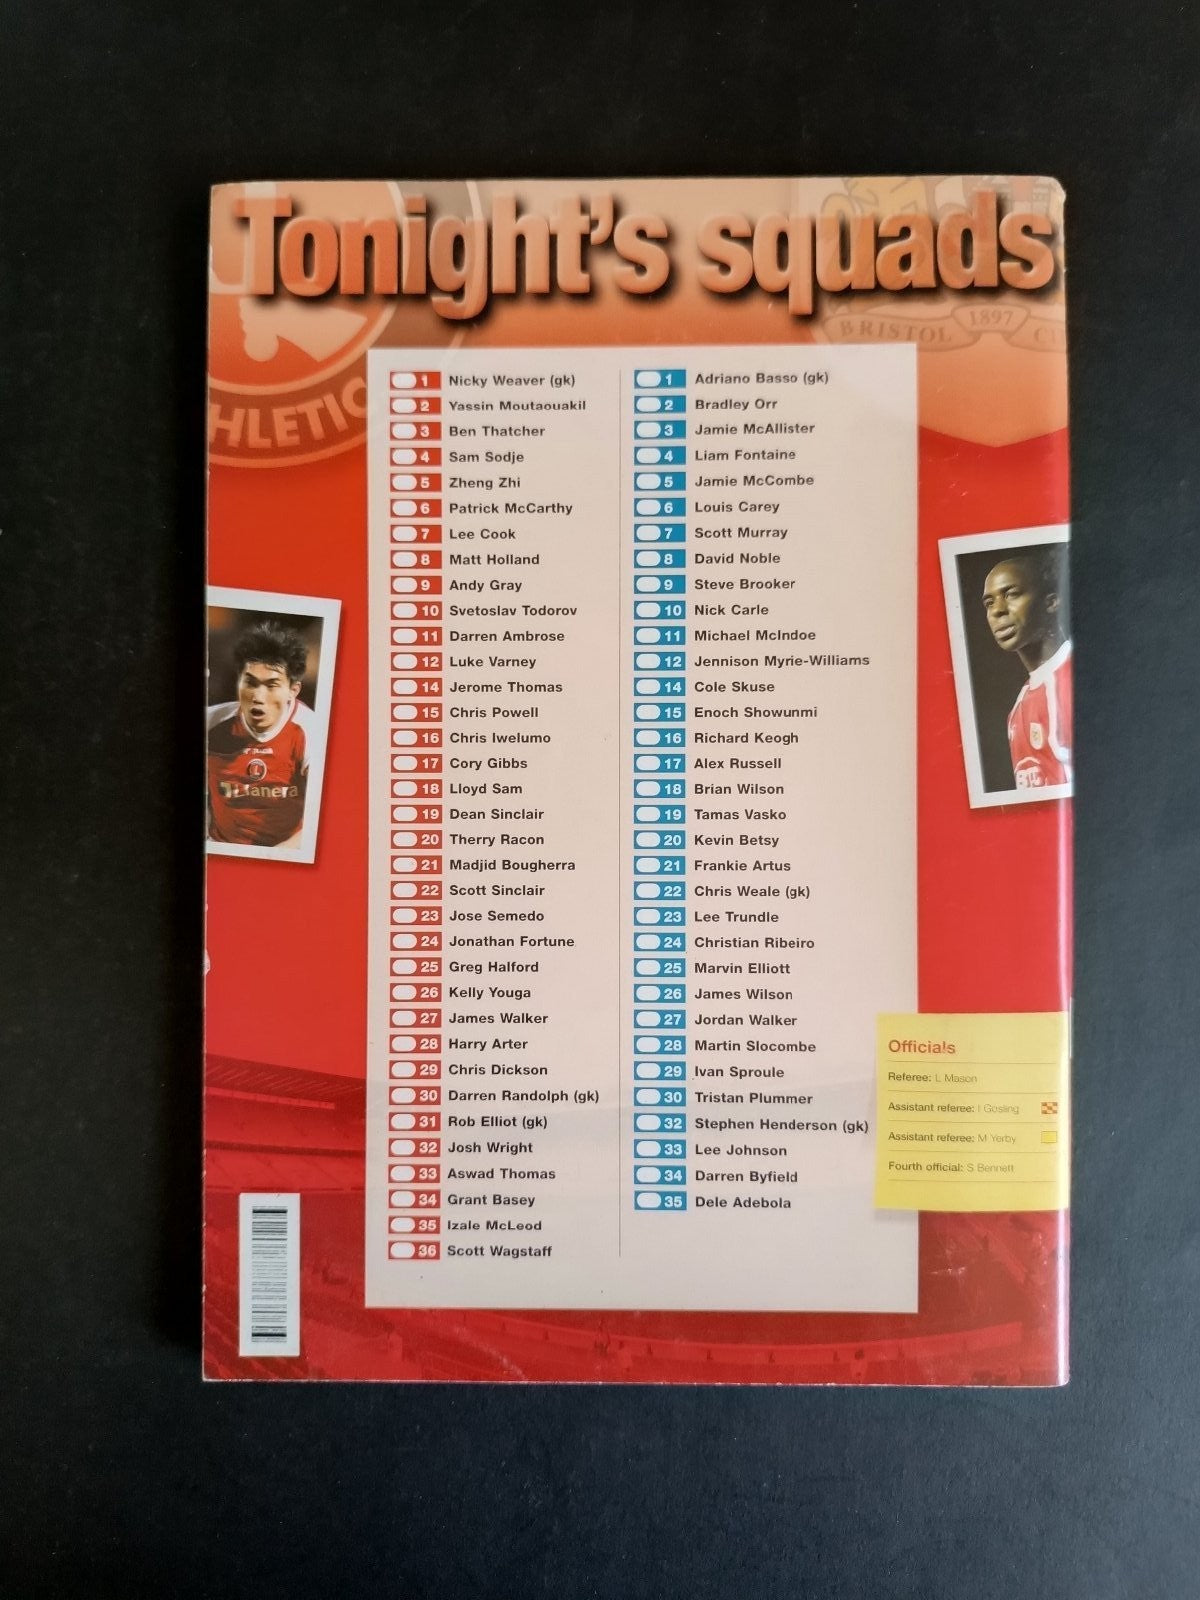 Tonight's squads
HLETIC
BRISTOL 1897 CI
1 Nicky Weaver (gk)
2 Yassin Moutaouakil
3 Ben Thatcher
4 Sam Sodje
5 Zheng Zhi
6 Patrick McCarthy
7 Lee Cook
8 Matt Holland
9 Andy Gray
10 Svetoslav Todorov
11 Darren Ambrose
12 Luke Varney
14 Jerome Thomas
15 Chris Powell
16 Chris Iwelumo
17 Cory Gibbs
18 Lloyd Sam
19 Dean Sinclair
20 Therry Racon
21 Madjid Bougherra
22 Scott Sinclair
23 Jose Semedo
24 Jonathan Fortune
25 Greg Halford
26 Kelly Youga
27 James Walker
28 Harry Arter
29 Chris Dickson
30 Darren Randolph (gk)
31 Rob Elliot (gk)
32 Josh Wright
33 Aswad Thomas
34 Grant Basey
35 Izale McLeod
36 Scott Wagstaff
1 Adriano Basso (gk)
2 Bradley Orr
3 Jamie McAllister
4 Liam Fontaine
5 Jamie McCombe
6 Louis Carey
7 Scott Murray
8 David Noble
9 Steve Brooker
10 Nick Carle
11 Michael McIndoe
12 Jennison Myrie-Williams
14 Cole Skuse
15 Enoch Showunmi
16 Richard Keogh
17 Alex Russell
18 Brian Wilson
19 Tamas Vasko
20 Kevin Betsy
21 Frankie Artus
22 Chris Weale (gk)
23 Lee Trundle
24 Christian Ribeiro
25 Marvin Elliott
26 James Wilson
27 Jordan Walker
28 Martin Slocombe
29 Ivan Sproule
30 Tristan Plummer
32 Stephen Henderson (gk)
33 Lee Johnson
34 Darren Byfield
35 Dele Adebola
Officials
Referee: L Mason
Assistant referee: I Gosling
Assistant referee: M Yerby
Fourth official: S Bennett